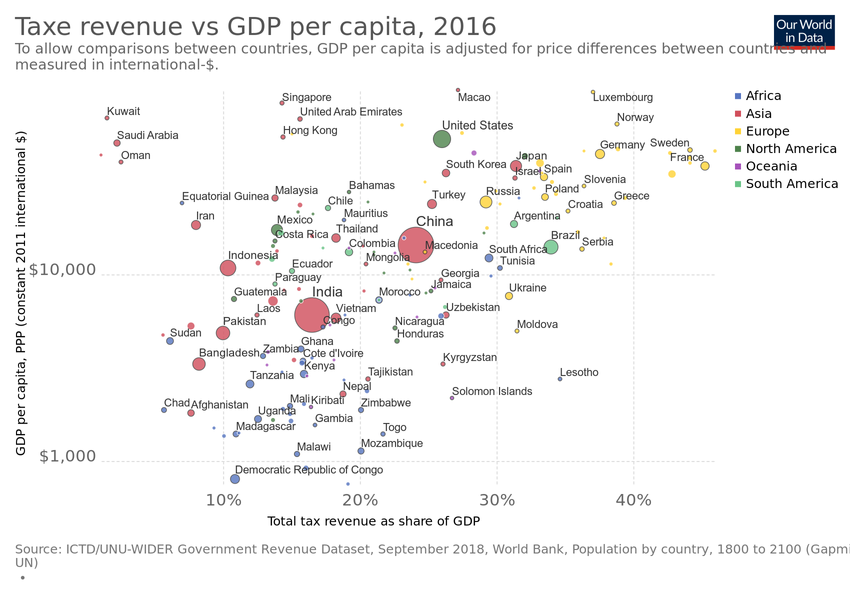 Taxe revenue vs GDP per capita, 2016
Our World
in Data
To allow comparisons between countries, GDP per capita is adjusted for price differences between countries and
measured in international-$.
GDP per capita, PPP (constant 2011 international $)
$10,000
$1,000
Kuwait
Saudi Arabia
Oman
Singapore
United Arab Emirates
Hong Kong
Macao
United States
Luxembourg
Norway
Germany
Sweden
France
Japan
South Korea
Israel
Spain
Slovenia
Equatorial Guinea
Malaysia
Bahamas
Turkey
Russia
Poland
Greece
Iran
Chile
Mauritius
Croatia
Mexico
Costa Rica
Thailand
China
Argentina
Colombia
Macedonia
South Africa
Brazil
Serbia
Indonesia
Ecuador
Mongolia
Tunisia
Paraguay
Georgia
Guatemala
India
Morocco
Jamaica
Ukraine
Laos
Vietnam
Uzbekistan
Pakistan
Congo
Nicaragua
Moldova
Sudan
Honduras
Zambia
Ghana
Bangladesh
Cote d'Ivoire
Kyrgyzstan
Tanzania
Kenya
Tajikistan
Lesotho
Nepal
Solomon Islands
Chad
Afghanistan
Mali
Kiribati
Zimbabwe
Uganda
Gambia
Madagascar
Togo
Malawi
Mozambique
Democratic Republic of Congo
Africa
Asia
Europe
North America
Oceania
South America
10%
20%
30%
40%
Total tax revenue as share of GDP
Source: ICTD/UNU-WIDER Government Revenue Dataset, September 2018, World Bank, Population by country, 1800 to 2100 (Gapmi
UN)
•